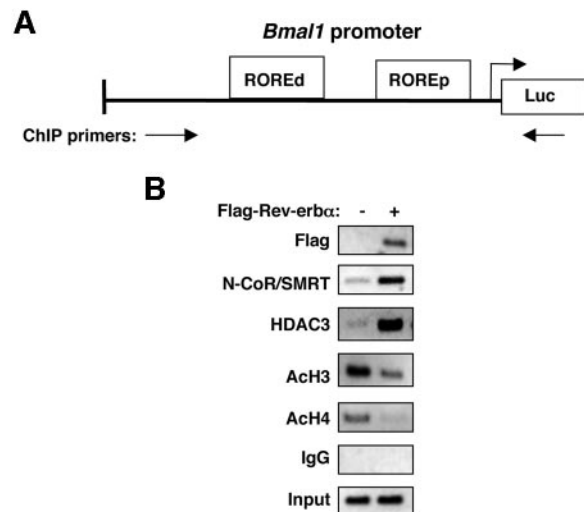 A
Bmal1 promoter
ROREd
ROREp
Luc
ChIP primers:
B
Flag-Rev-erbα: - +
Flag
N-CoR/SMRT
HDAC3
AcH3
AcH4
IgG
Input